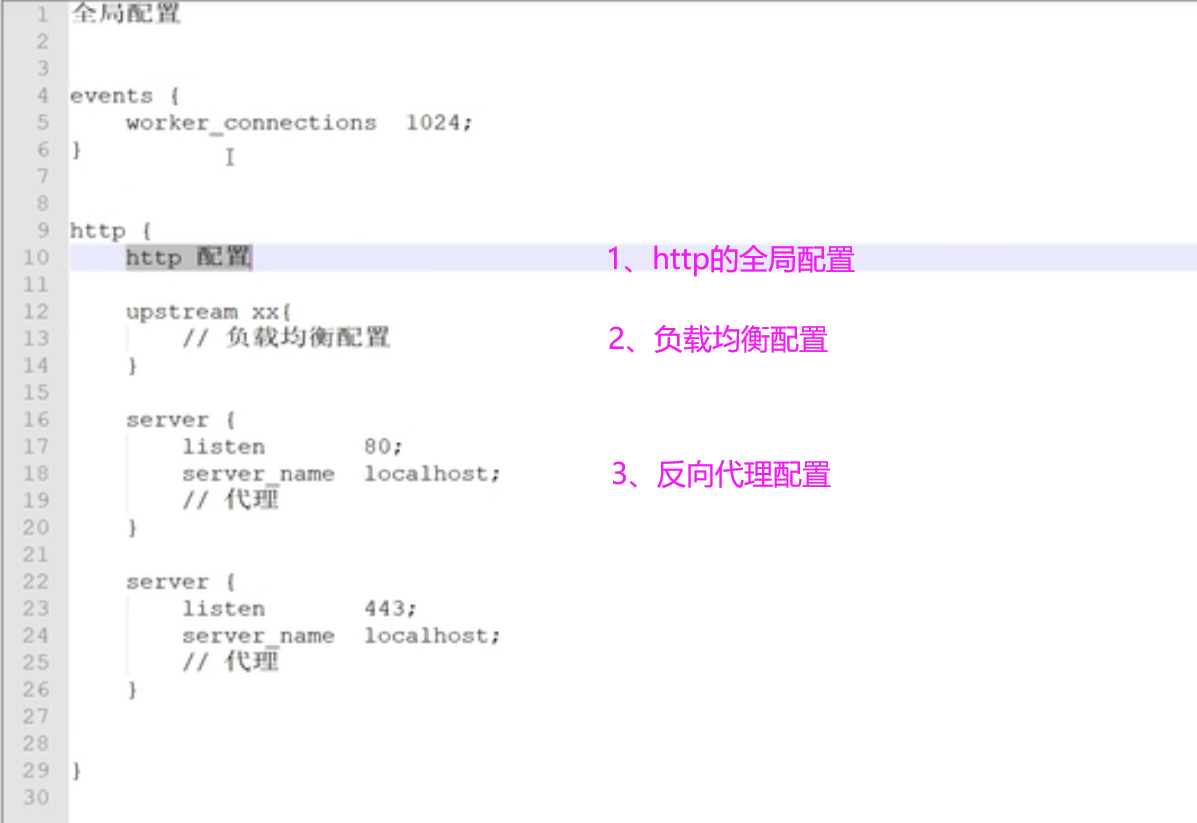 1 全局配置
2
3
4 events {
5 worker_connections 1024;
6 }
7
8
9 http {
10 http 配置 1、http的全局配置
11
12 upstream xx{
13 // 负载均衡配置 2、负载均衡配置
14 }
15
16 server {
17 listen 80;
18 server_name localhost; 3、反向代理配置
19 // 代理
20 }
21
22 server {
23 listen 443;
24 server_name localhost;
25 // 代理
26 }
27
28
29 }
30